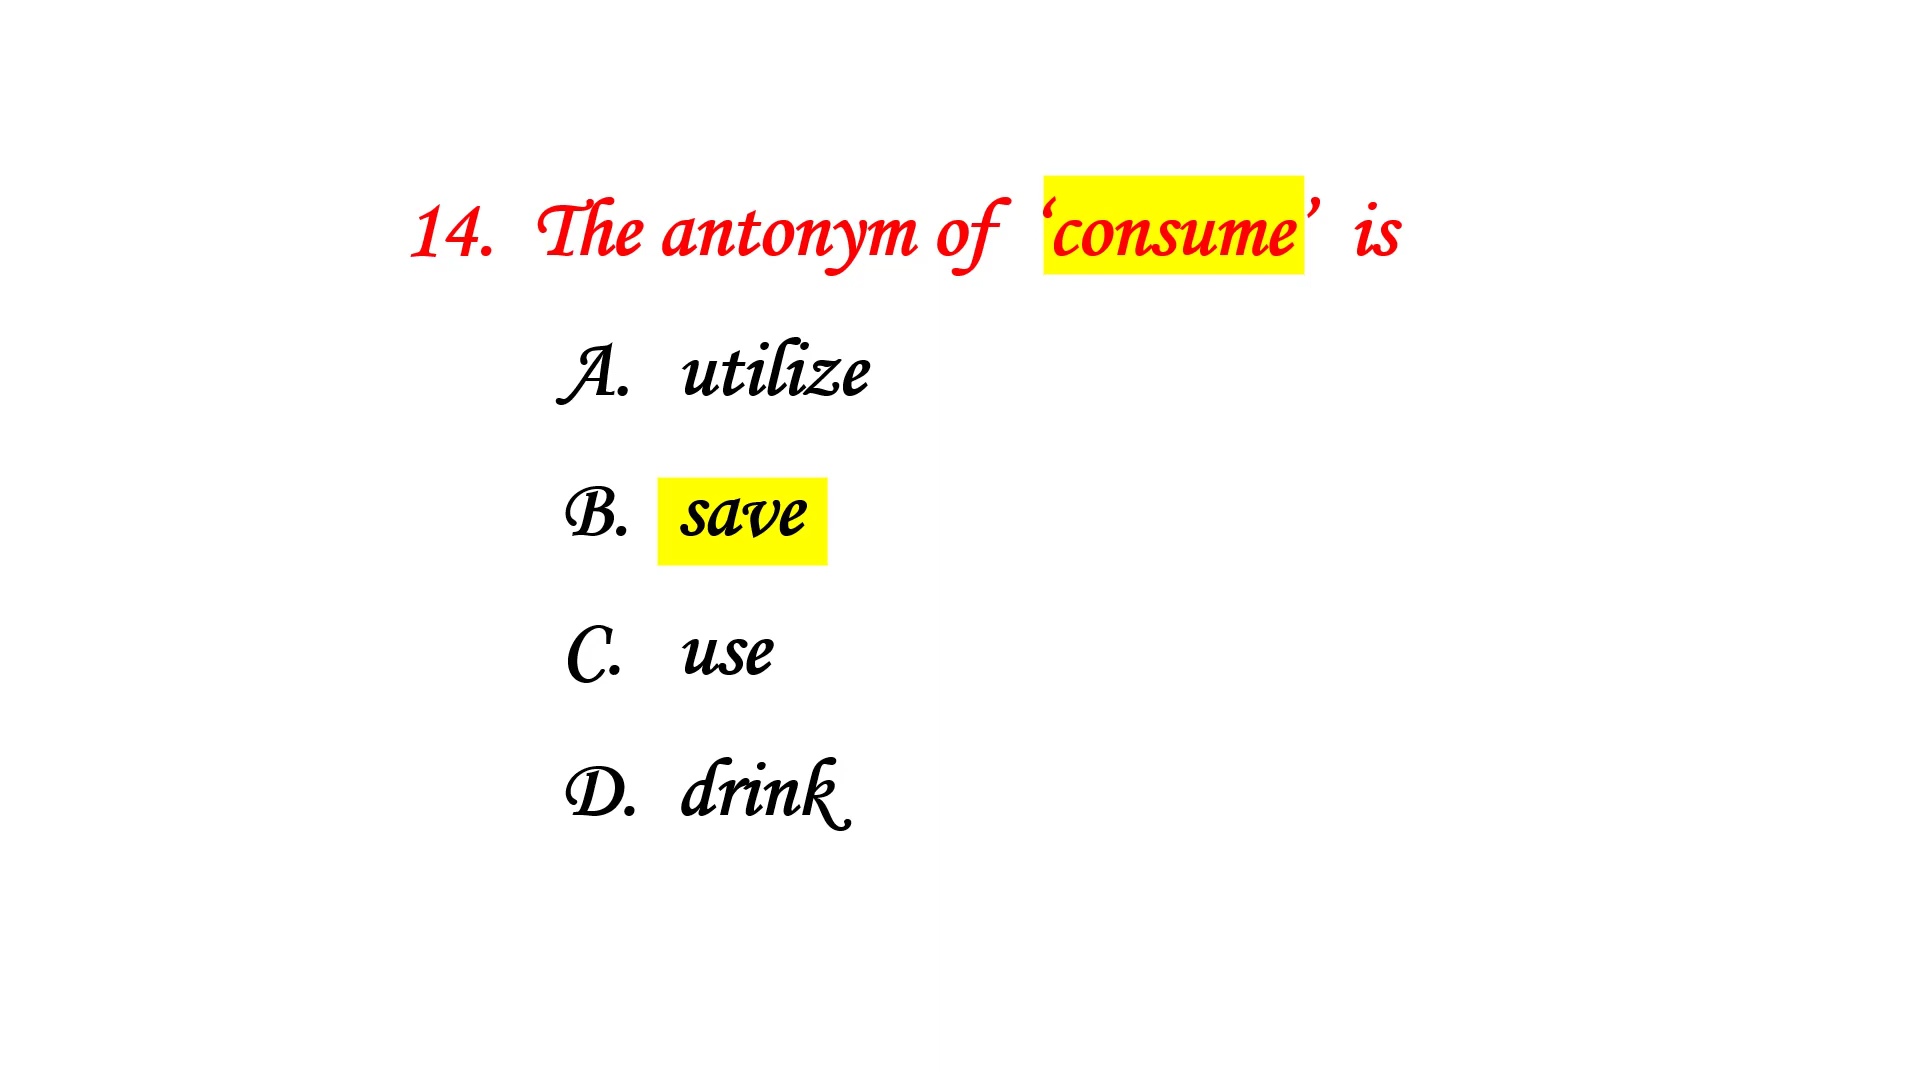 14. The antonym of ‘consume’ is
A. utilize
B. save
C. use
D. drink